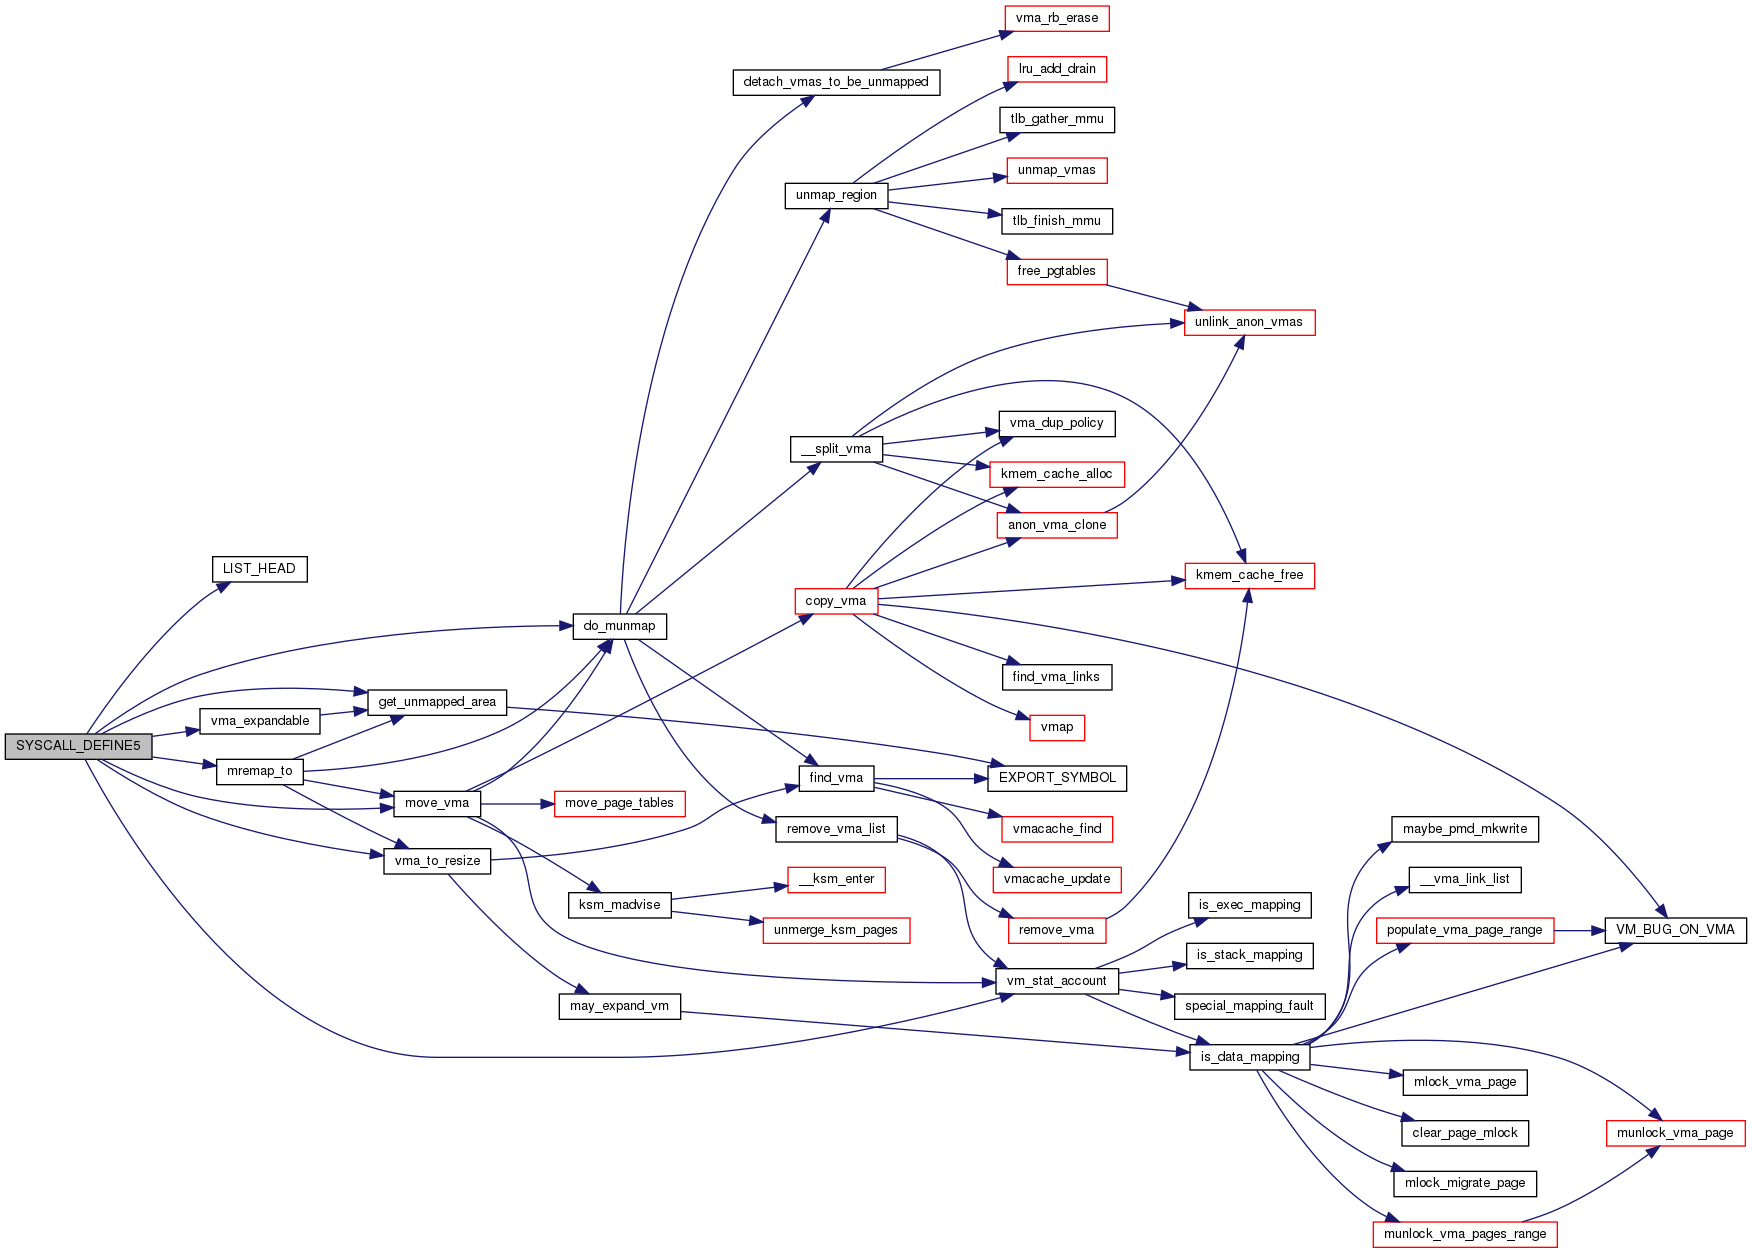 vma_rb_erase
lru_add_drain
detach_vmas_to_be_unmapped
tlb_gather_mmu
unmap_vmas
unmap_region
tlb_finish_mmu
free_pgtables
unlink_anon_vmas
vma_dup_policy
__split_vma
kmem_cache_alloc
anon_vma_clone
LIST_HEAD
kmem_cache_free
copy_vma
do_munmap
find_vma_links
get_unmapped_area
vma_expandable
vmap
SYSCALL_DEFINE5
mremap_to
find_vma
EXPORT_SYMBOL
move_vma
move_page_tables
remove_vma_list
vmacache_find
maybe_pmd_mkwrite
vma_to_resize
__ksm_enter
vmacache_update
__vma_link_list
ksm_madvise
is_exec_mapping
unmerge_ksm_pages
remove_vma
populate_vma_page_range
VM_BUG_ON_VMA
is_stack_mapping
vm_stat_account
may_expand_vm
special_mapping_fault
is_data_mapping
mlock_vma_page
clear_page_mlock
munlock_vma_page
mlock_migrate_page
munlock_vma_pages_range